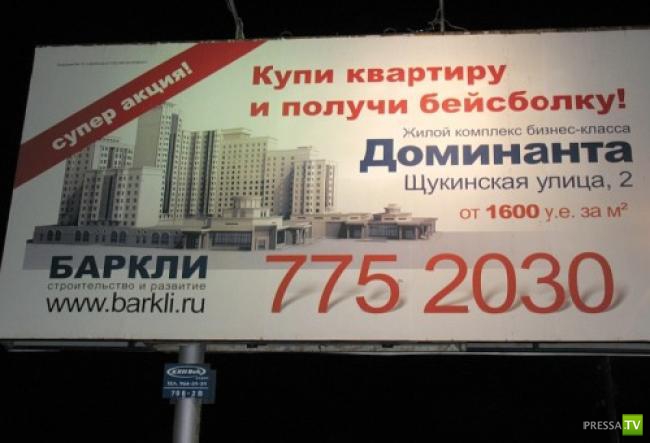 супер акция!
Купи квартиру
и получи бейсболку!
Жилой комплекс бизнес-класса
Доминанта
Щукинская улица, 2
от 1600 у.е. за м²
БАРКЛИ
строительство и развитие
www.barkli.ru
775 2030
PRESSA.TV